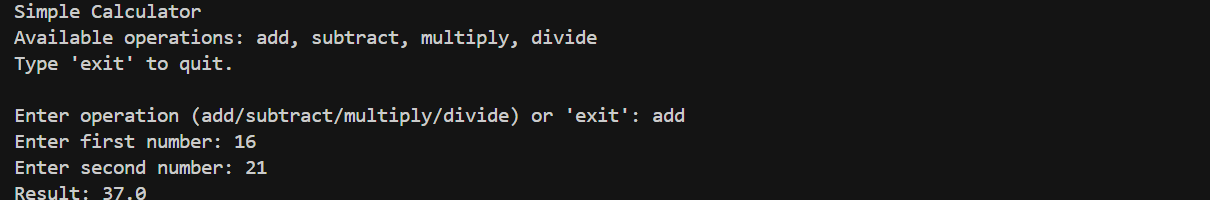 Simple Calculator
Available operations: add, subtract, multiply, divide
Type 'exit' to quit.
Enter operation (add/subtract/multiply/divide) or 'exit': add
Enter first number: 16
Enter second number: 21
Result: 37.0